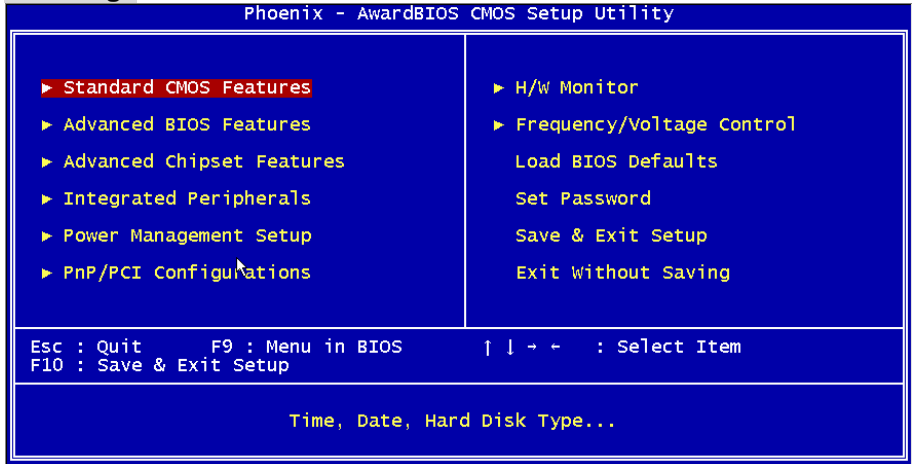 Phoenix - AwardBIOS CMOS Setup Utility
► Standard CMOS Features
► Advanced BIOS Features
► Advanced Chipset Features
► Integrated Peripherals
► Power Management Setup
► PnP/PCI Configurations
► H/W Monitor
► Frequency/Voltage Control
Load BIOS Defaults
Set Password
Save & Exit Setup
Exit Without Saving
Esc : Quit F9 : Menu in BIOS ↑ ↓ → ← : Select Item
F10 : Save & Exit Setup
Time, Date, Hard Disk Type...